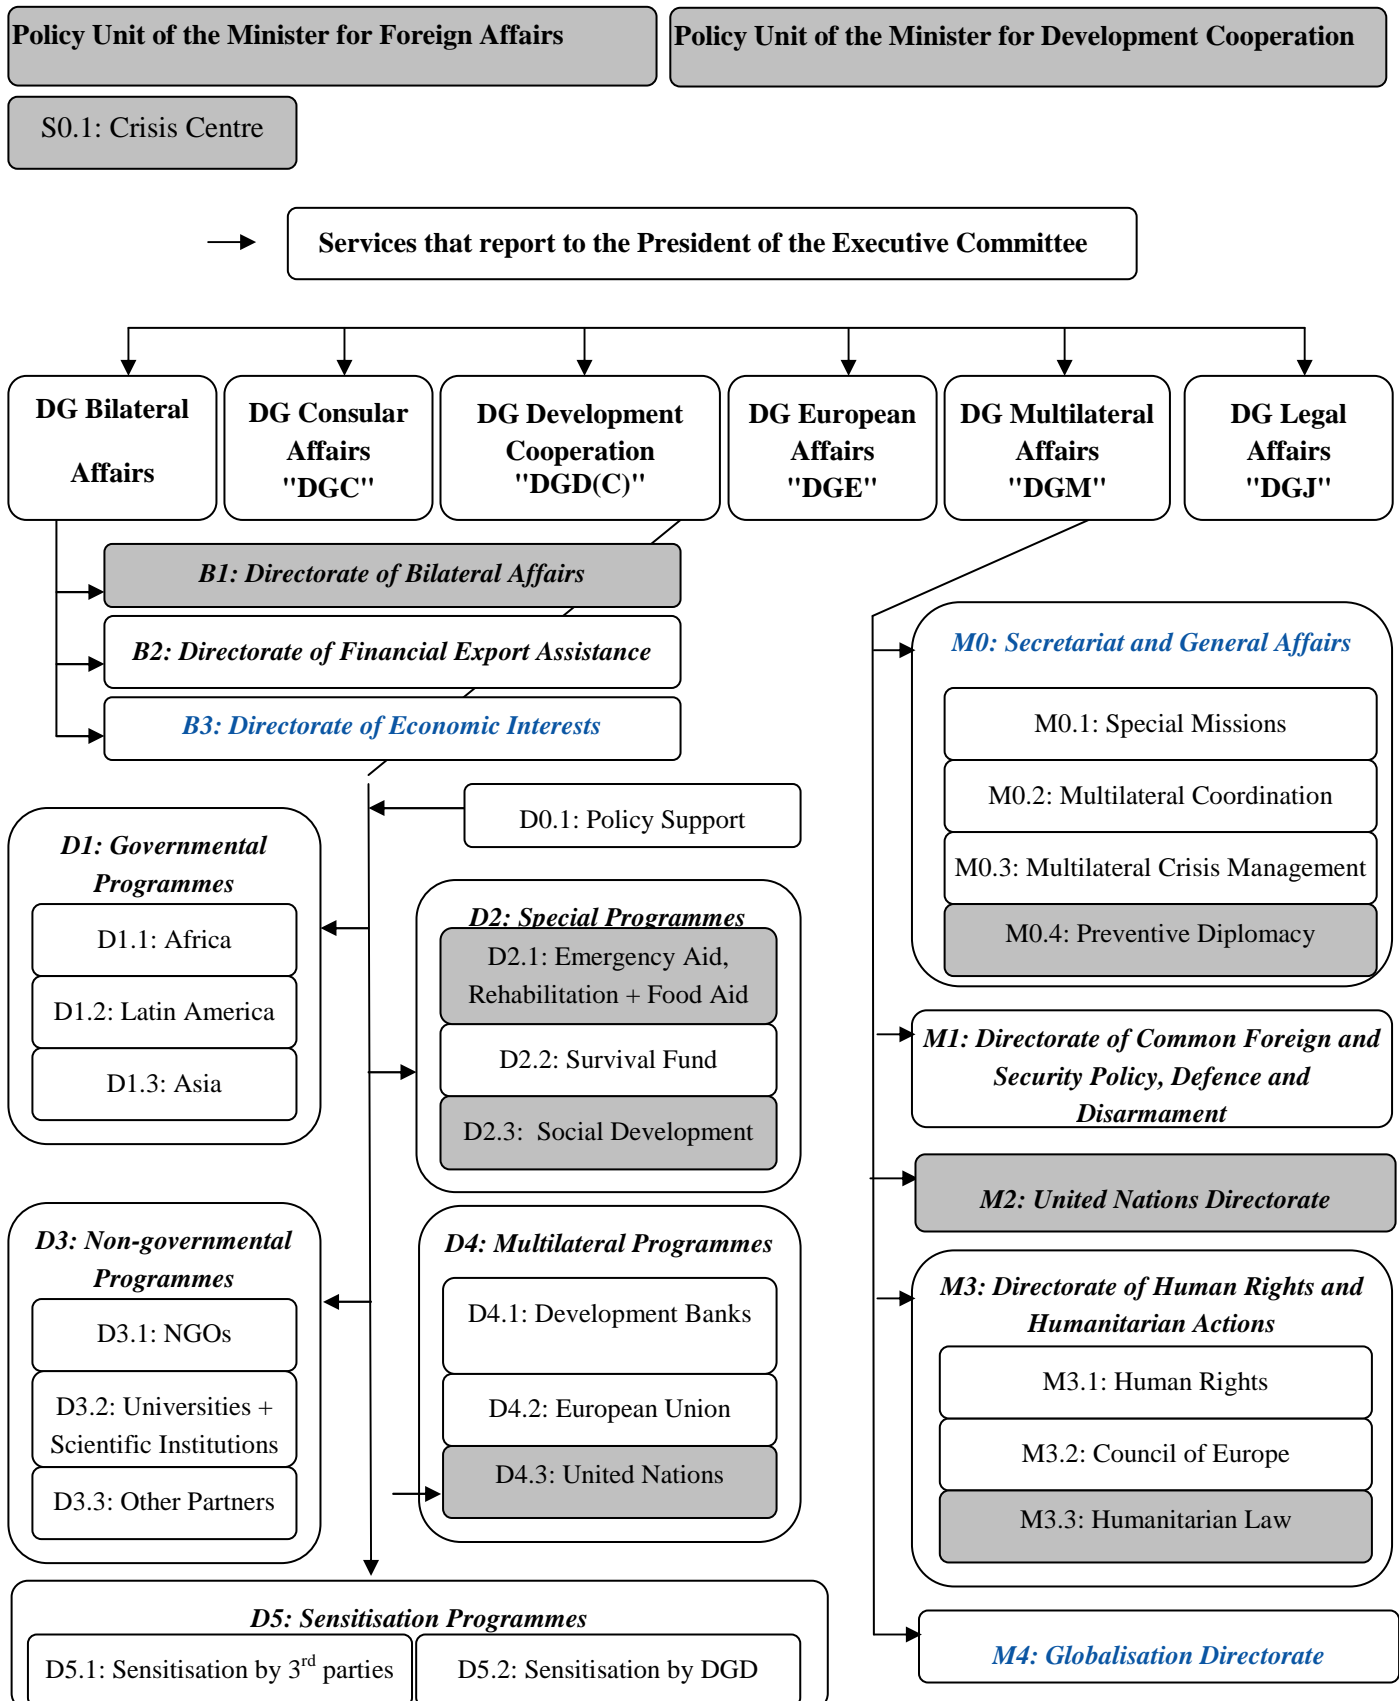 Policy Unit of the Minister for Foreign Affairs
Policy Unit of the Minister for Development Cooperation
S0.1: Crisis Centre
Services that report to the President of the Executive Committee
DG Bilateral
Affairs
DG Consular
Affairs
"DGC"
DG Development
Cooperation
"DGD(C)"
DG European
Affairs
"DGE"
DG Multilateral
Affairs
"DGM"
DG Legal
Affairs
"DGJ"
B1: Directorate of Bilateral Affairs
B2: Directorate of Financial Export Assistance
B3: Directorate of Economic Interests
D0.1: Policy Support
D1: Governmental
Programmes
D1.1: Africa
D1.2: Latin America
D1.3: Asia
D2: Special Programmes
D2.1: Emergency Aid,
Rehabilitation + Food Aid
D2.2: Survival Fund
D2.3:  Social Development
D3: Non-governmental
Programmes
D3.1: NGOs
D3.2: Universities +
Scientific Institutions
D3.3: Other Partners
D4: Multilateral Programmes
D4.1: Development Banks
D4.2: European Union
D4.3: United Nations
D5: Sensitisation Programmes
D5.1: Sensitisation by 3rd parties
D5.2: Sensitisation by DGD
M0: Secretariat and General Affairs
M0.1: Special Missions
M0.2: Multilateral Coordination
M0.3: Multilateral Crisis Management
M0.4: Preventive Diplomacy
M1: Directorate of Common Foreign and
Security Policy, Defence and
Disarmament
M2: United Nations Directorate
M3: Directorate of Human Rights and
Humanitarian Actions
M3.1: Human Rights
M3.2: Council of Europe
M3.3: Humanitarian Law
M4: Globalisation Directorate